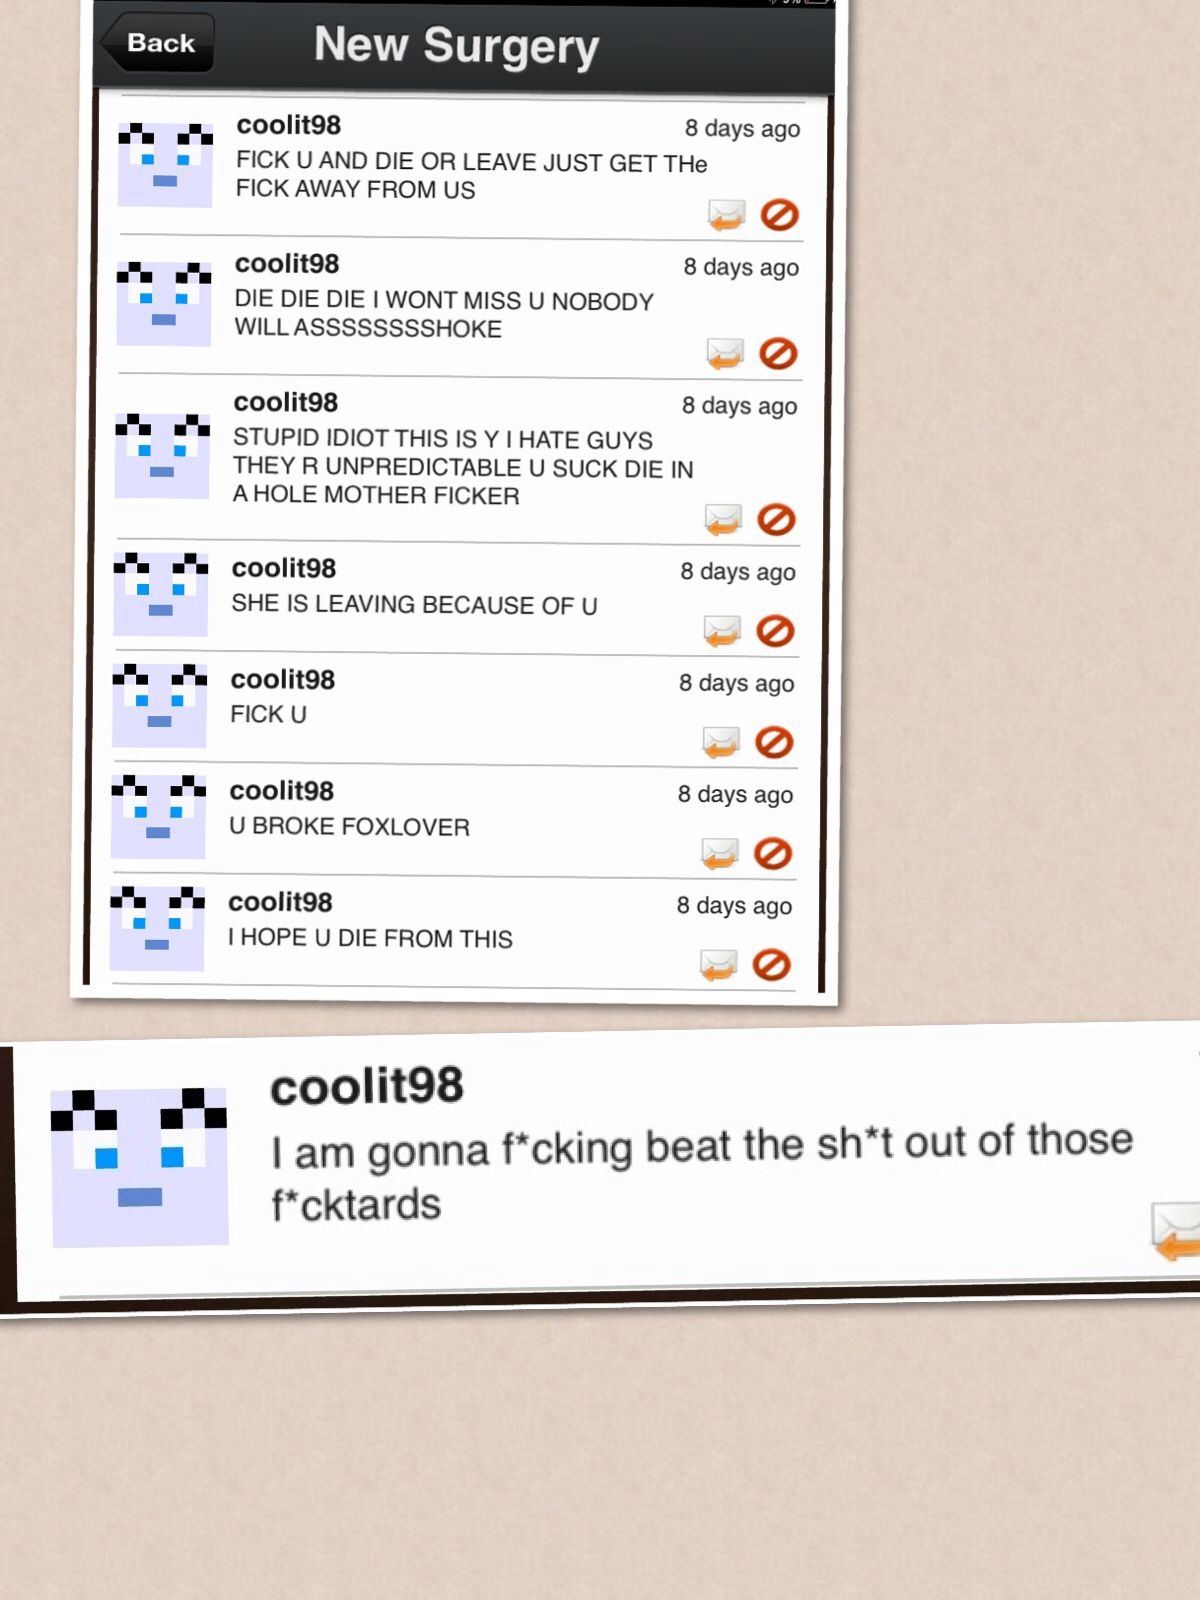 Back
New Surgery
coolit98
8 days ago
FICK U AND DIE OR LEAVE JUST GET THe
FICK AWAY FROM US
coolit98
8 days ago
DIE DIE DIE I WONT MISS U NOBODY
WILL ASSSSSSSSHOKE
coolit98
8 days ago
STUPID IDIOT THIS IS Y I HATE GUYS
THEY R UNPREDICTABLE U SUCK DIE IN
A HOLE MOTHER FICKER
coolit98
8 days ago
SHE IS LEAVING BECAUSE OF U
coolit98
8 days ago
FICK U
coolit98
8 days ago
U BROKE FOXLOVER
coolit98
8 days ago
I HOPE U DIE FROM THIS
coolit98
I am gonna f*cking beat the sh*t out of those
f*cktards